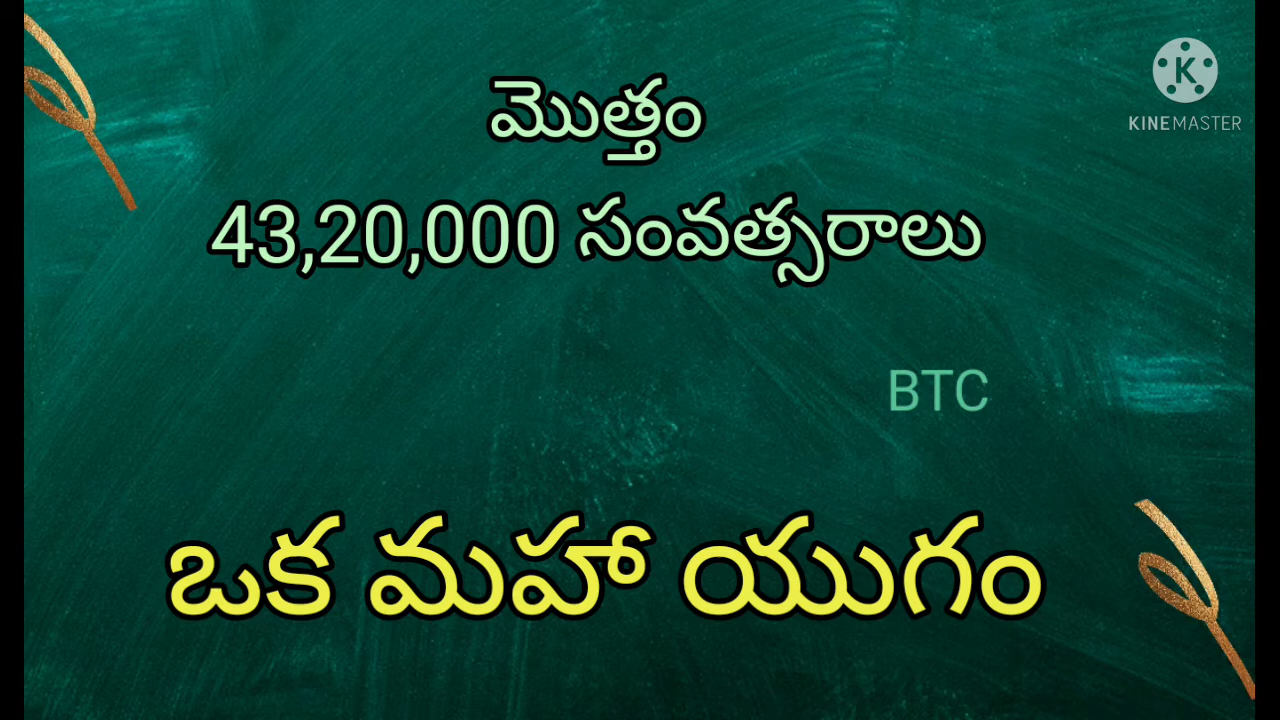 మొత్తం
KINEMASTER
43,20,000 సంవత్సరాలు
BTC
ఒక మహా యుగం